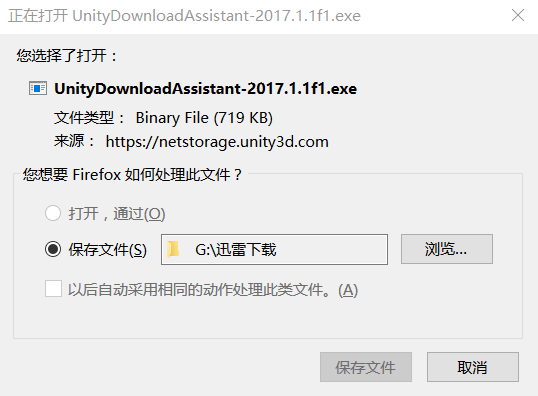 正在打开 UnityDownloadAssistant-2017.1.1f1.exe
您选择了打开：
UnityDownloadAssistant-2017.1.1f1.exe
文件类型： Binary File (719 KB)
来源： https://netstorage.unity3d.com
您想要 Firefox 如何处理此文件？
打开，通过(O)
保存文件(S) G:\迅雷下载 浏览...
以后自动采用相同的动作处理此类文件。(A)
保存文件 取消